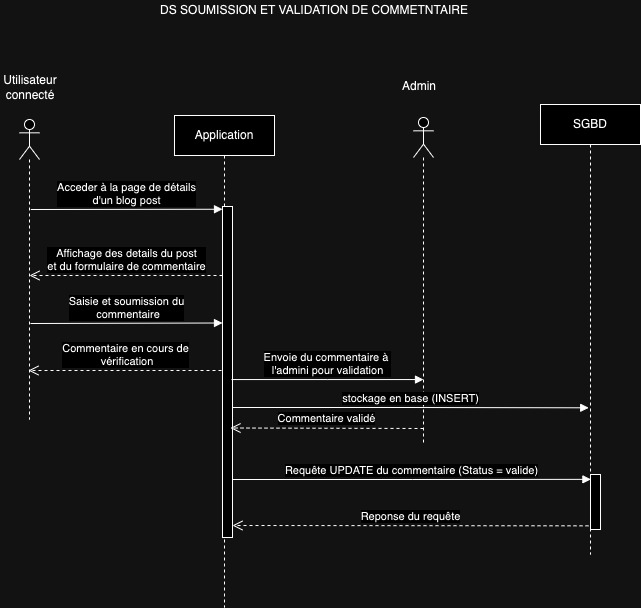 DS SOUMISSION ET VALIDATION DE COMMETNTAIRE
Utilisateur
connecté
Admin
Application
SGBD
Acceder à la page de détails
d'un blog post
Affichage des details du post
et du formulaire de commentaire
Saisie et soumission du
commentaire
Commentaire en cours de
vérification
Envoie du commentaire à
l'admini pour validation
stockage en base (INSERT)
Commentaire validé
Requête UPDATE du commentaire (Status = valide)
Reponse du requête